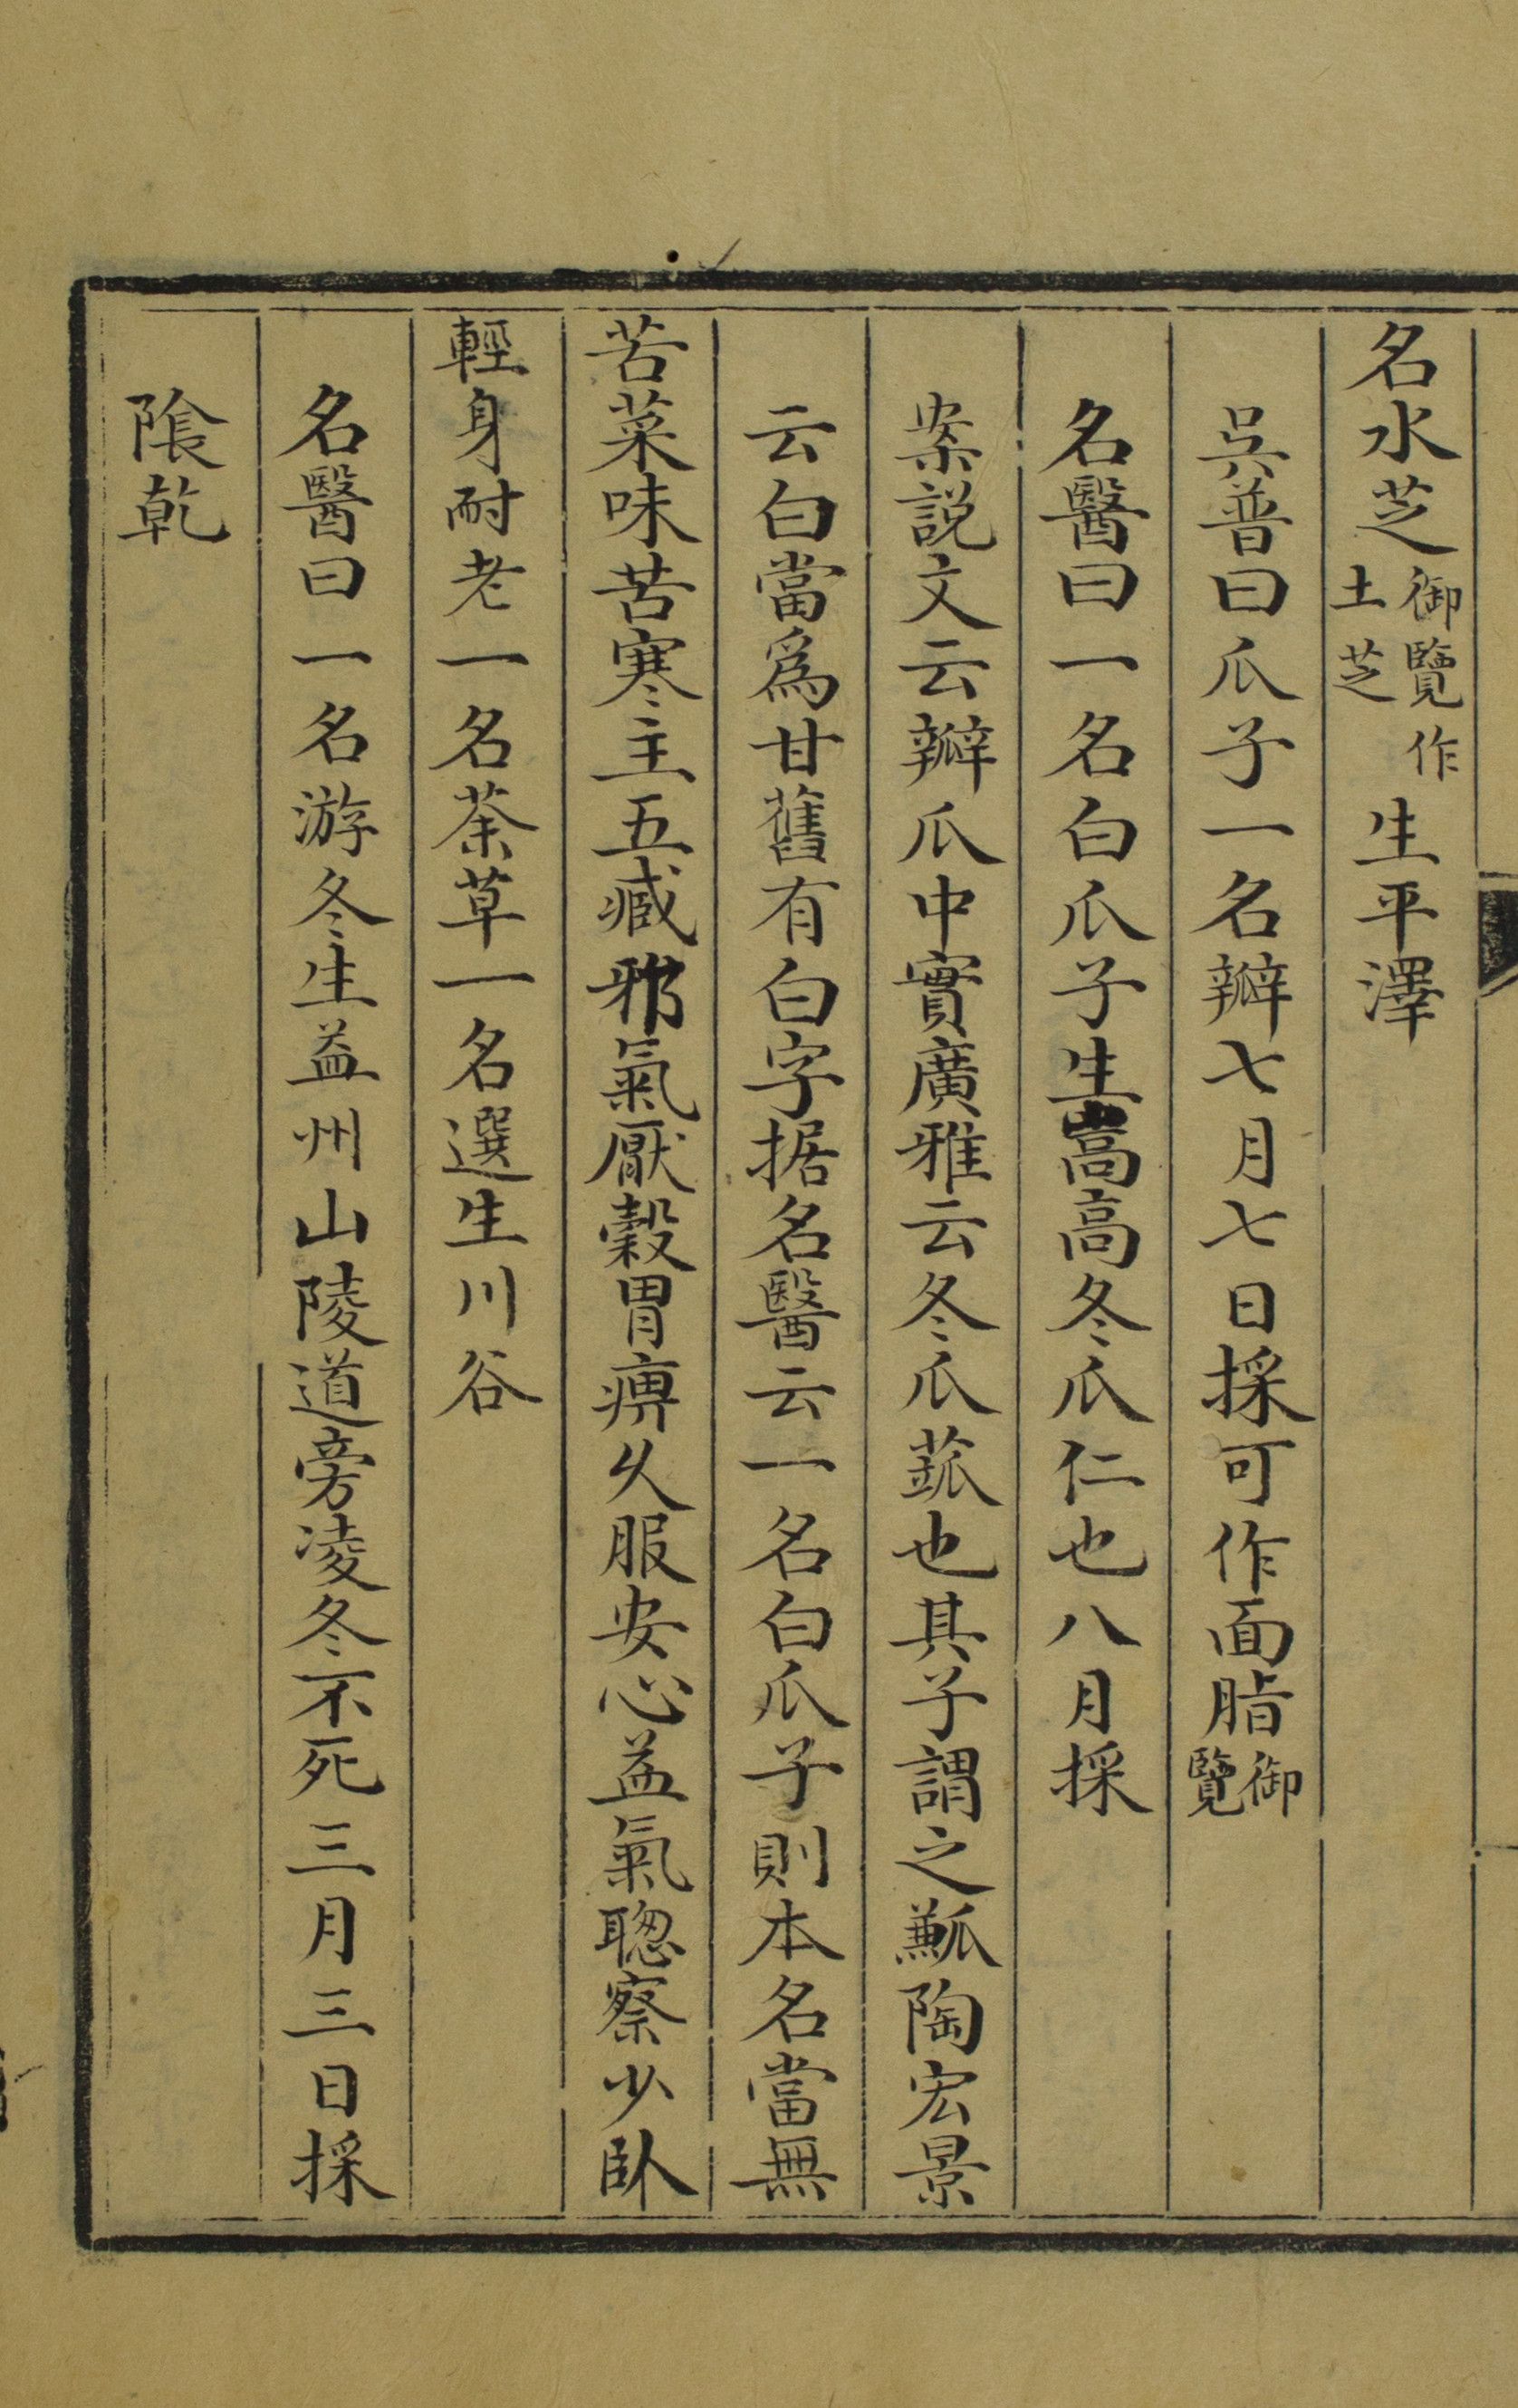 名水芝御覽作土芝生平澤
吳普曰瓜子一名瓣七月七日採可作面脂御覽
名醫曰一名白瓜子生嵩高冬瓜仁也八月採
案說文云瓣瓜中實廣雅云冬瓜蓏也其子謂之㼓陶宏景
云白當爲甘舊有白字据名醫云一名白瓜子則本名當無
苦菜味苦寒主五臧邪氣厭穀胃痹久服安心益氣聰察少臥
輕身耐老一名荼草一名選生川谷
名醫曰一名游冬生益州山陵道旁凌冬不死三月三日採
陰乾